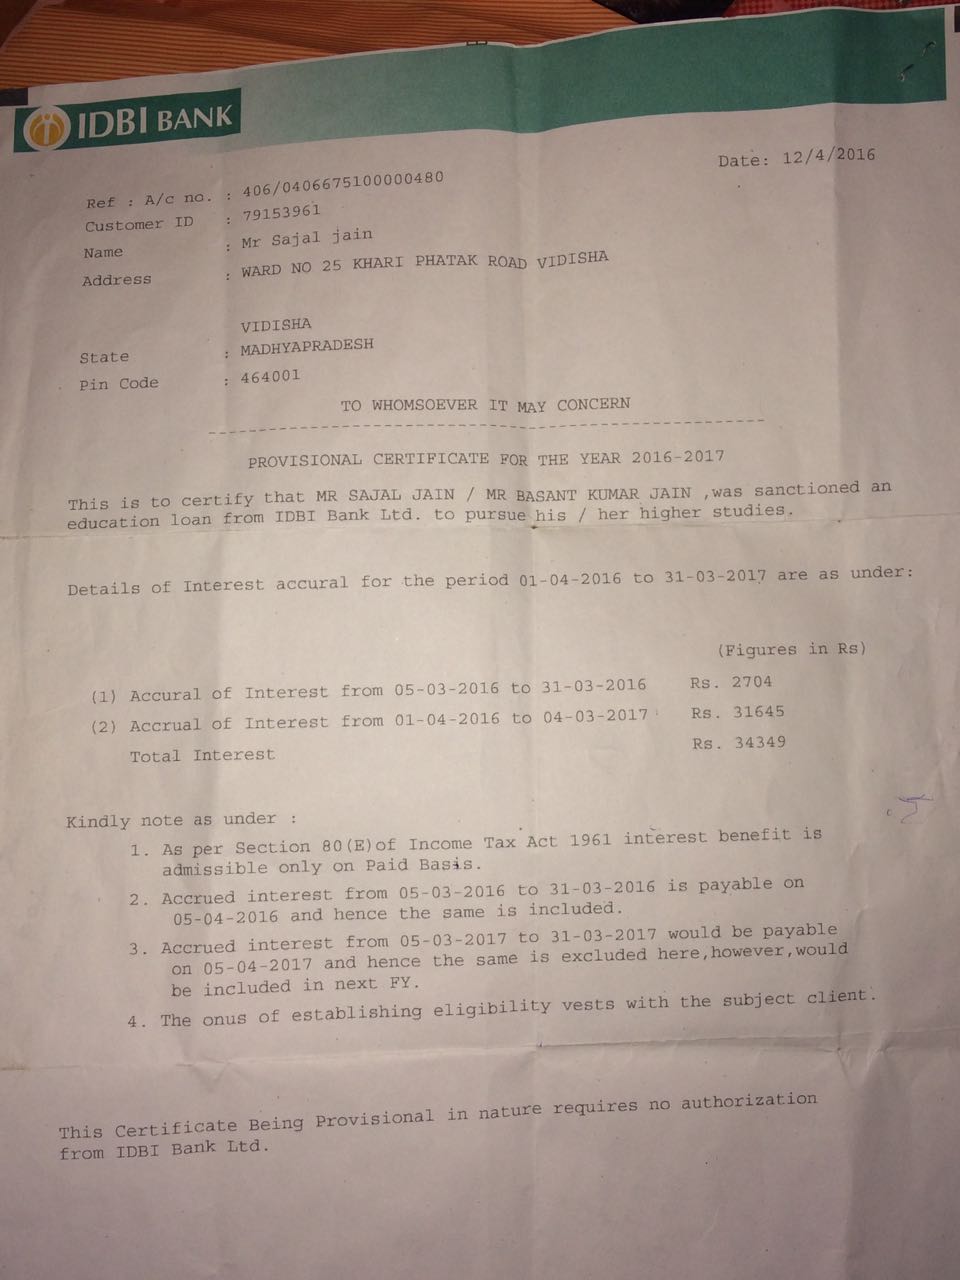 IDBI BANK
Date: 12/4/2016
Ref : A/c no. : 406/0406675100000480
Customer ID : 79153961
Name : Mr Sajal jain
Address : WARD NO 25 KHARI PHATAK ROAD VIDISHA
VIDISHA
State : MADHYAPRADESH
Pin Code : 464001
TO WHOMSOEVER IT MAY CONCERN
PROVISIONAL CERTIFICATE FOR THE YEAR 2016-2017
This is to certify that MR SAJAL JAIN / MR BASANT KUMAR JAIN ,was sanctioned an
education loan from IDBI Bank Ltd. to pursue his / her higher studies.
Details of Interest accural for the period 01-04-2016 to 31-03-2017 are as under:
(Figures in Rs)
(1) Accural of Interest from 05-03-2016 to 31-03-2016 Rs. 2704
(2) Accrual of Interest from 01-04-2016 to 04-03-2017 Rs. 31645
Total Interest Rs. 34349
Kindly note as under :
1. As per Section 80(E)of Income Tax Act 1961 interest benefit is
admissible only on Paid Basis.
2. Accrued interest from 05-03-2016 to 31-03-2016 is payable on
05-04-2016 and hence the same is included.
3. Accrued interest from 05-03-2017 to 31-03-2017 would be payable
on 05-04-2017 and hence the same is excluded here,however,would
be included in next FY.
4. The onus of establishing eligibility vests with the subject client.
This Certificate Being Provisional in nature requires no authorization
from IDBI Bank Ltd.